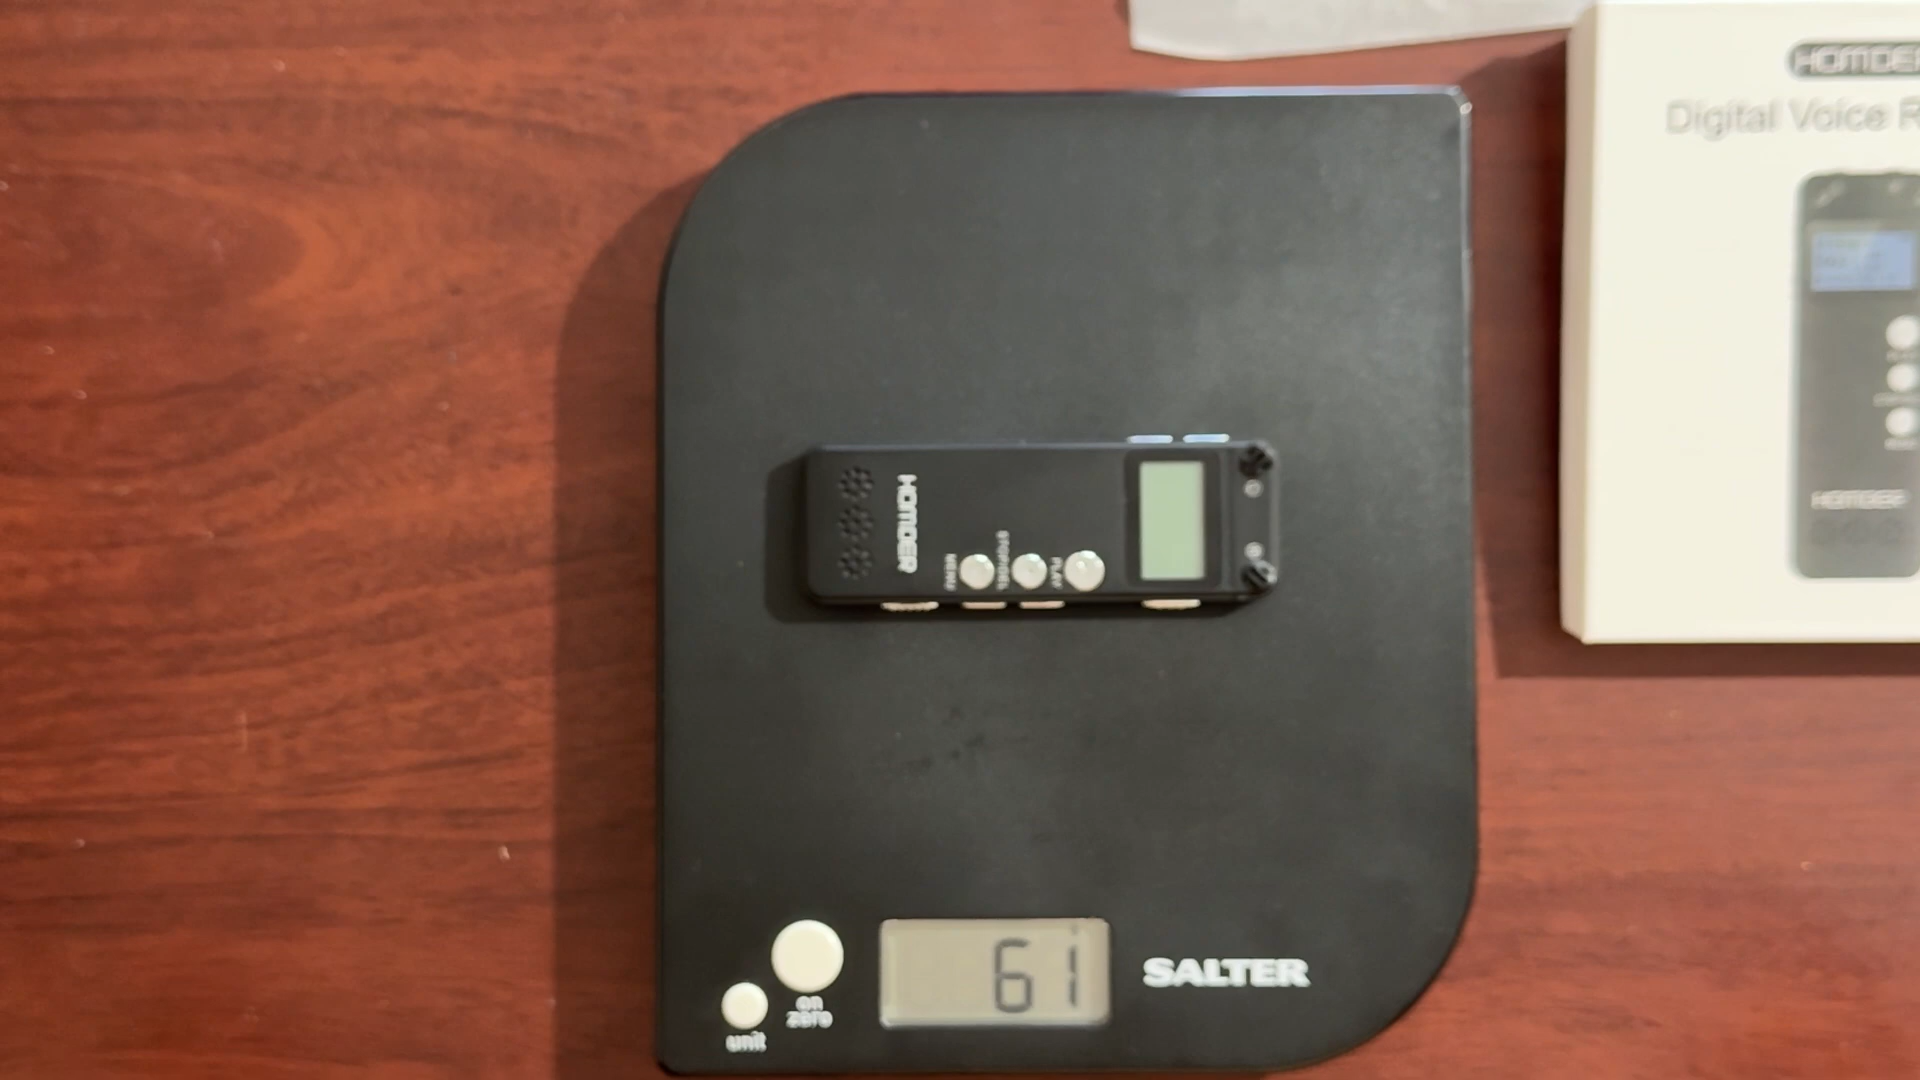 HOMDER
Digital Voice R
HOMDER
HOMDER
MENU
STOP/DEL
PLAY
61
SALTER
on
zero
unit